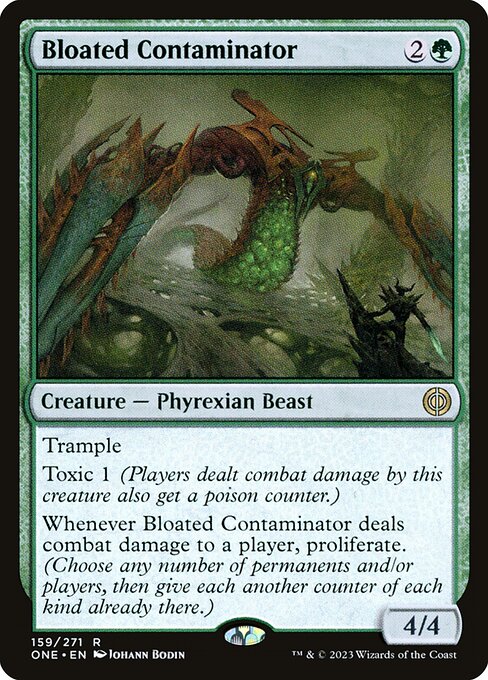 Bloated Contaminator 2
Creature — Phyrexian Beast
Trample
Toxic 1 (Players dealt combat damage by this
creature also get a poison counter.)
Whenever Bloated Contaminator deals
combat damage to a player, proliferate.
(Choose any number of permanents and/or
players, then give each another counter of each
kind already there.)
4/4
159/271 R
ONE • EN Johann Bodin ™ & © 2023 Wizards of the Coast